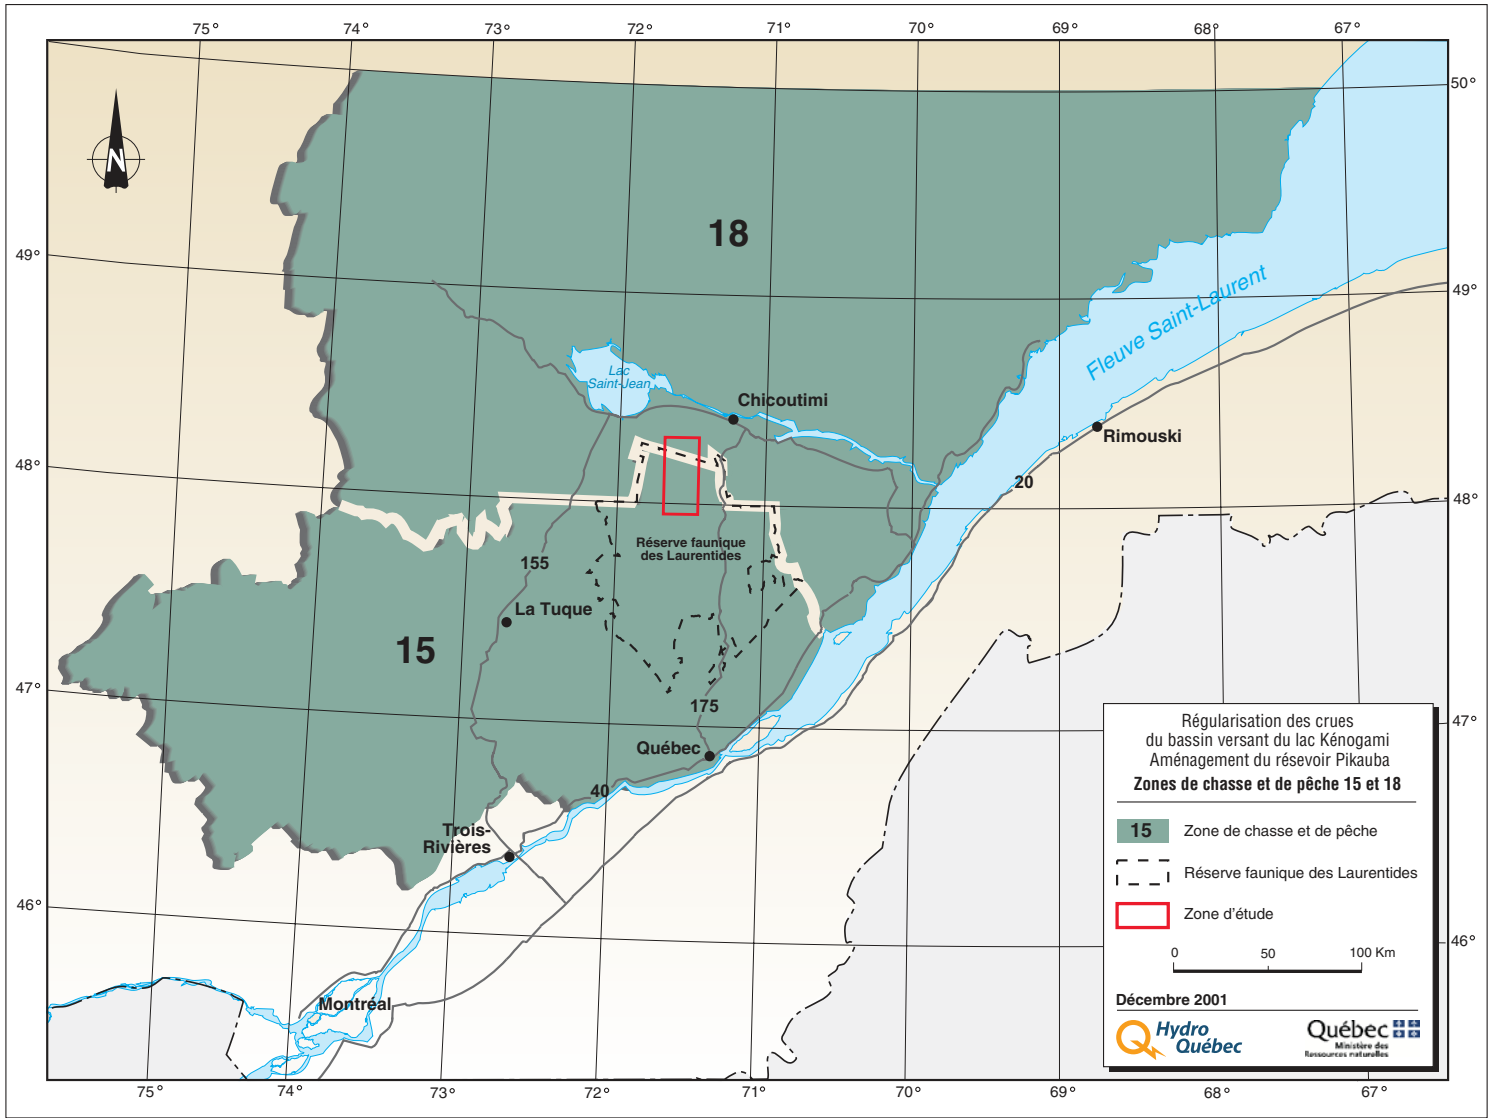 75° 74° 73° 72° 71° 70° 69° 68° 67°
50°
N
18
49°
49°
Fleuve Saint-Laurent
Lac
Saint-Jean
Chicoutimi
Rimouski
48°
20
48°
Réserve faunique
des Laurentides
155
La Tuque
15
47°
175
47°
Québec
40
Trois-
Rivières
46°
46°
Montréal
Régularisation des crues
du bassin versant du lac Kénogami
Aménagement du résevoir Pikauba
Zones de chasse et de pêche 15 et 18
15 Zone de chasse et de pêche
Réserve faunique des Laurentides
Zone d'étude
0 50 100 Km
Décembre 2001
Hydro
Québec
Québec
Ministère des
Ressources naturelles
75° 74° 73° 72° 71° 70° 69° 68° 67°